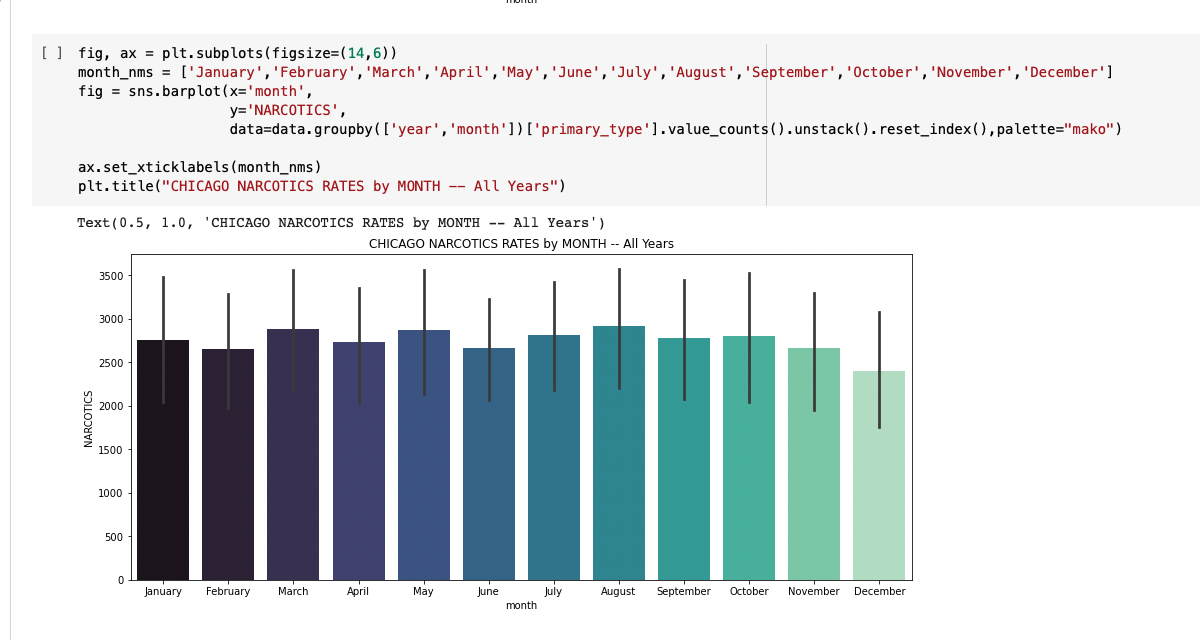 month
[ ] fig, ax = plt.subplots(figsize=(14,6))
month_nms = ['January','February','March','April','May','June','July','August','September','October','November','December']
fig = sns.barplot(x='month',
y='NARCOTICS',
data=data.groupby(['year','month'])['primary_type'].value_counts().unstack().reset_index(),palette="mako")
ax.set_xticklabels(month_nms)
plt.title("CHICAGO NARCOTICS RATES by MONTH -- All Years")
Text(0.5, 1.0, 'CHICAGO NARCOTICS RATES by MONTH -- All Years')
CHICAGO NARCOTICS RATES by MONTH -- All Years
3500
3000
2500
2000
1500
1000
500
0
NARCOTICS
January February March April May June July August September October November December
month